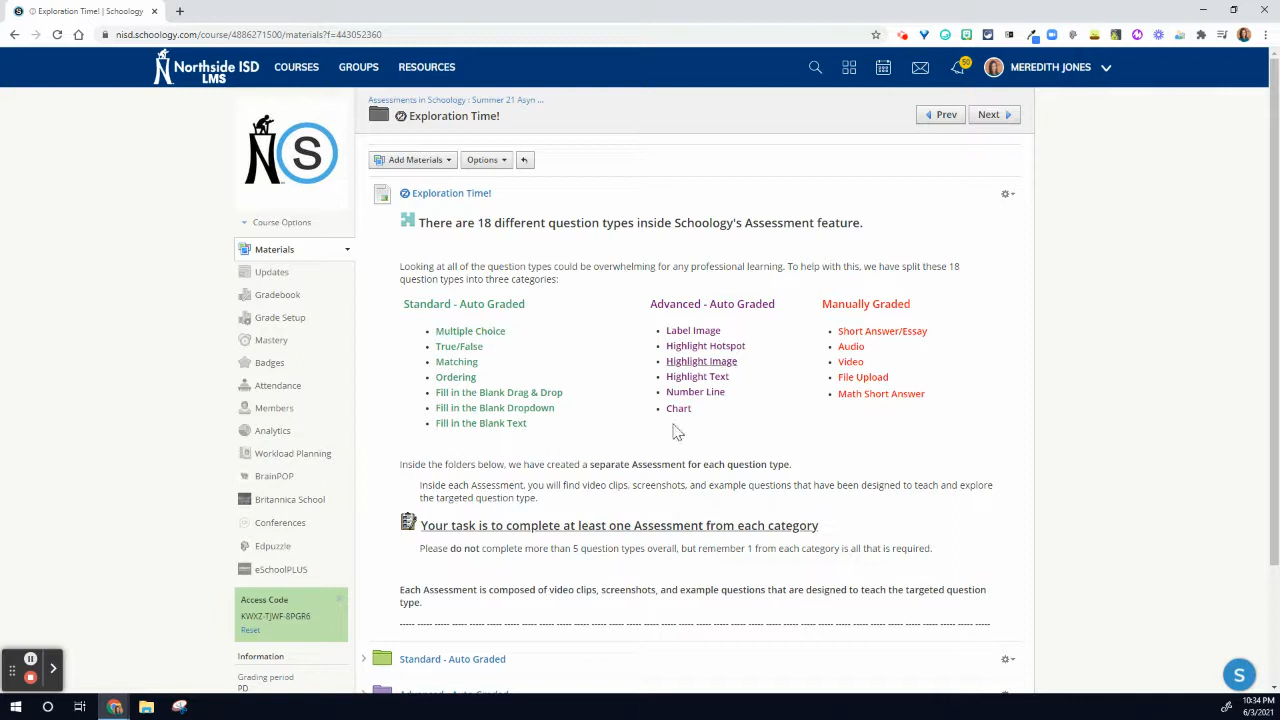 Exploration Time! | Schoology
nisd.schoology.com/course/4886271500/materials?f=443052360
Northside ISD
LMS
COURSES
GROUPS
RESOURCES
50
MEREDITH JONES
N S
Assessments in Schoology : Summer 21 Asyn ...
Exploration Time!
Prev
Next
Add Materials
Options
Course Options
Materials
Updates
Gradebook
Grade Setup
Mastery
Badges
Attendance
Members
Analytics
Workload Planning
BrainPOP
Britannica School
Conferences
Edpuzzle
eSchoolPLUS
Access Code
KWXZ-TJWF-8PGR6
Reset
Information
Grading period
PD
Exploration Time!
There are 18 different question types inside Schoology's Assessment feature.
Looking at all of the question types could be overwhelming for any professional learning. To help with this, we have split these 18
question types into three categories:
Standard - Auto Graded
Multiple Choice
True/False
Matching
Ordering
Fill in the Blank Drag & Drop
Fill in the Blank Dropdown
Fill in the Blank Text
Advanced - Auto Graded
Label Image
Highlight Hotspot
Highlight Image
Highlight Text
Number Line
Chart
Manually Graded
Short Answer/Essay
Audio
Video
File Upload
Math Short Answer
Inside the folders below, we have created a separate Assessment for each question type.
Inside each Assessment, you will find video clips, screenshots, and example questions that have been designed to teach and explore
the targeted question type.
Your task is to complete at least one Assessment from each category
Please do not complete more than 5 question types overall, but remember 1 from each category is all that is required.
Each Assessment is composed of video clips, screenshots, and example questions that are designed to teach the targeted question
type.
Standard - Auto Graded
Advanced - Auto Graded
S
10:34 PM
6/3/2021